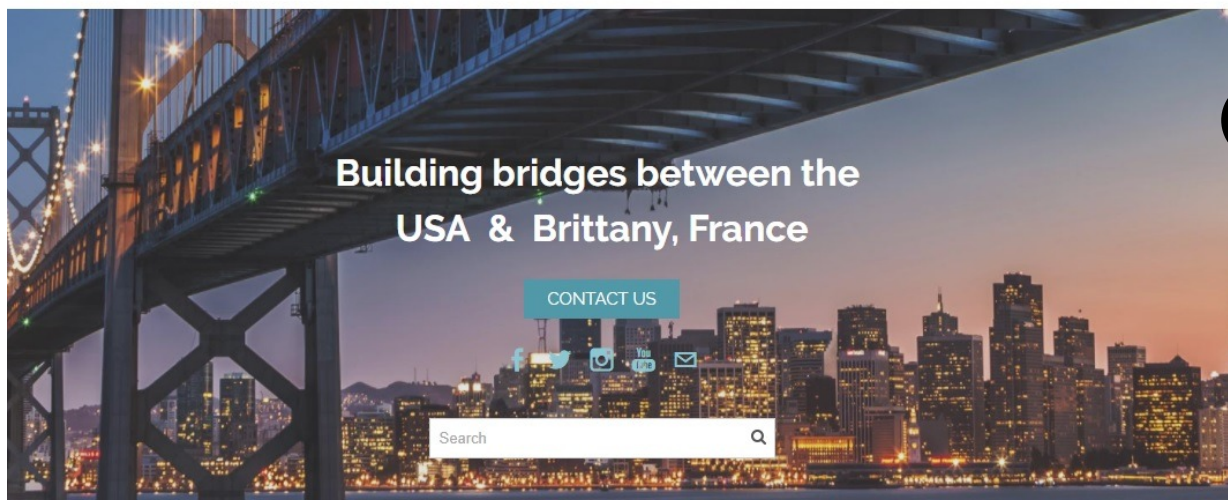 Building bridges between the
USA & Brittany, France
CONTACT US
You Tube
Search